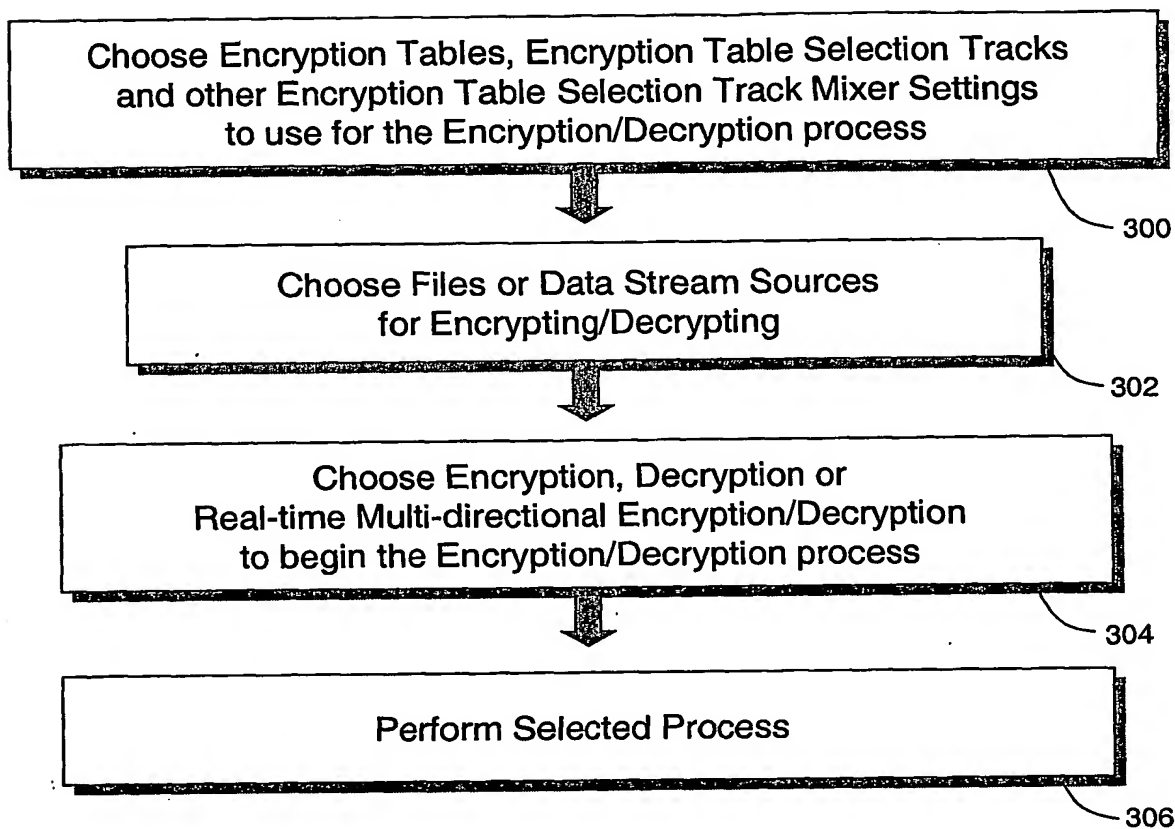 Choose Encryption Tables, Encryption Table Selection Tracks
and other Encryption Table Selection Track Mixer Settings
to use for the Encryption/Decryption process
300
Choose Files or Data Stream Sources
for Encrypting/Decrypting
302
Choose Encryption, Decryption or
Real-time Multi-directional Encryption/Decryption
to begin the Encryption/Decryption process
304
Perform Selected Process
306